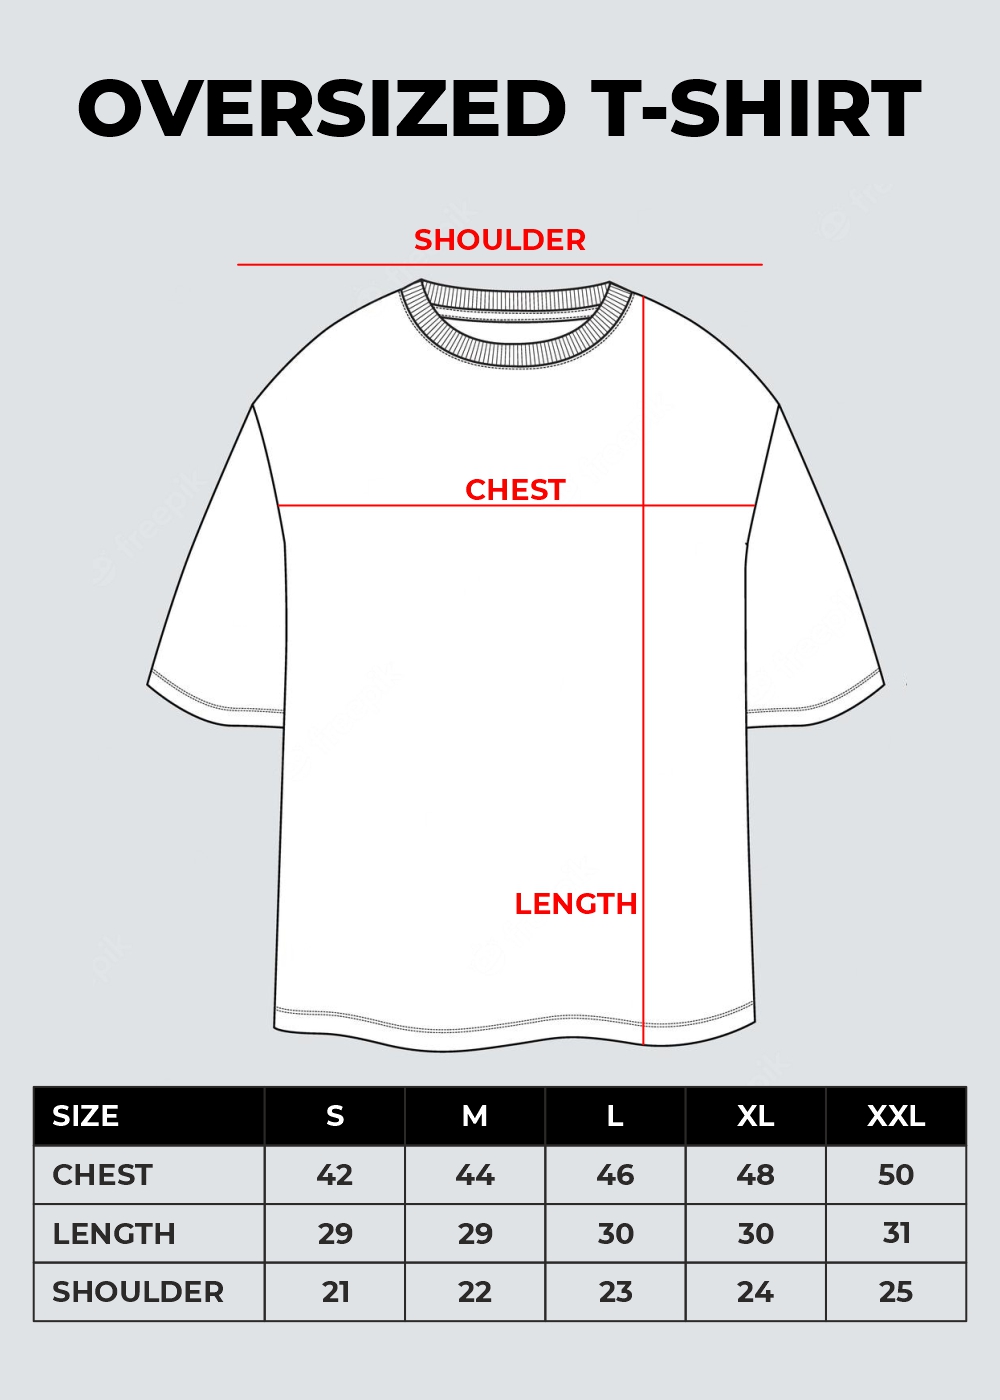 OVERSIZED T-SHIRT
SHOULDER
CHEST
LENGTH
SIZE S M L XL XXL
CHEST 42 44 46 48 50
LENGTH 29 29 30 30 31
SHOULDER 21 22 23 24 25